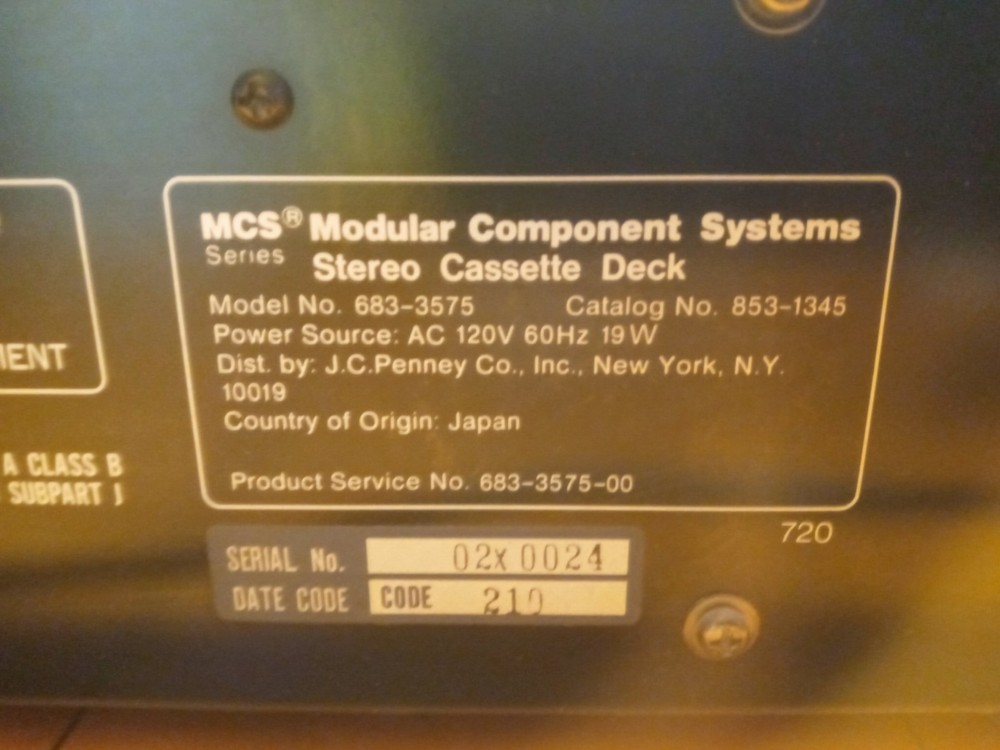 MCS® Modular Component Systems
Series Stereo Cassette Deck
Model No. 683-3575 Catalog No. 853-1345
Power Source: AC 120V 60Hz 19W
Dist. by: J.C.Penney Co., Inc., New York, N.Y.
10019
Country of Origin: Japan
Product Service No. 683-3575-00
720
SERIAL No. 02X0024
DATE CODE CODE
A CLASS B
SUBPART J